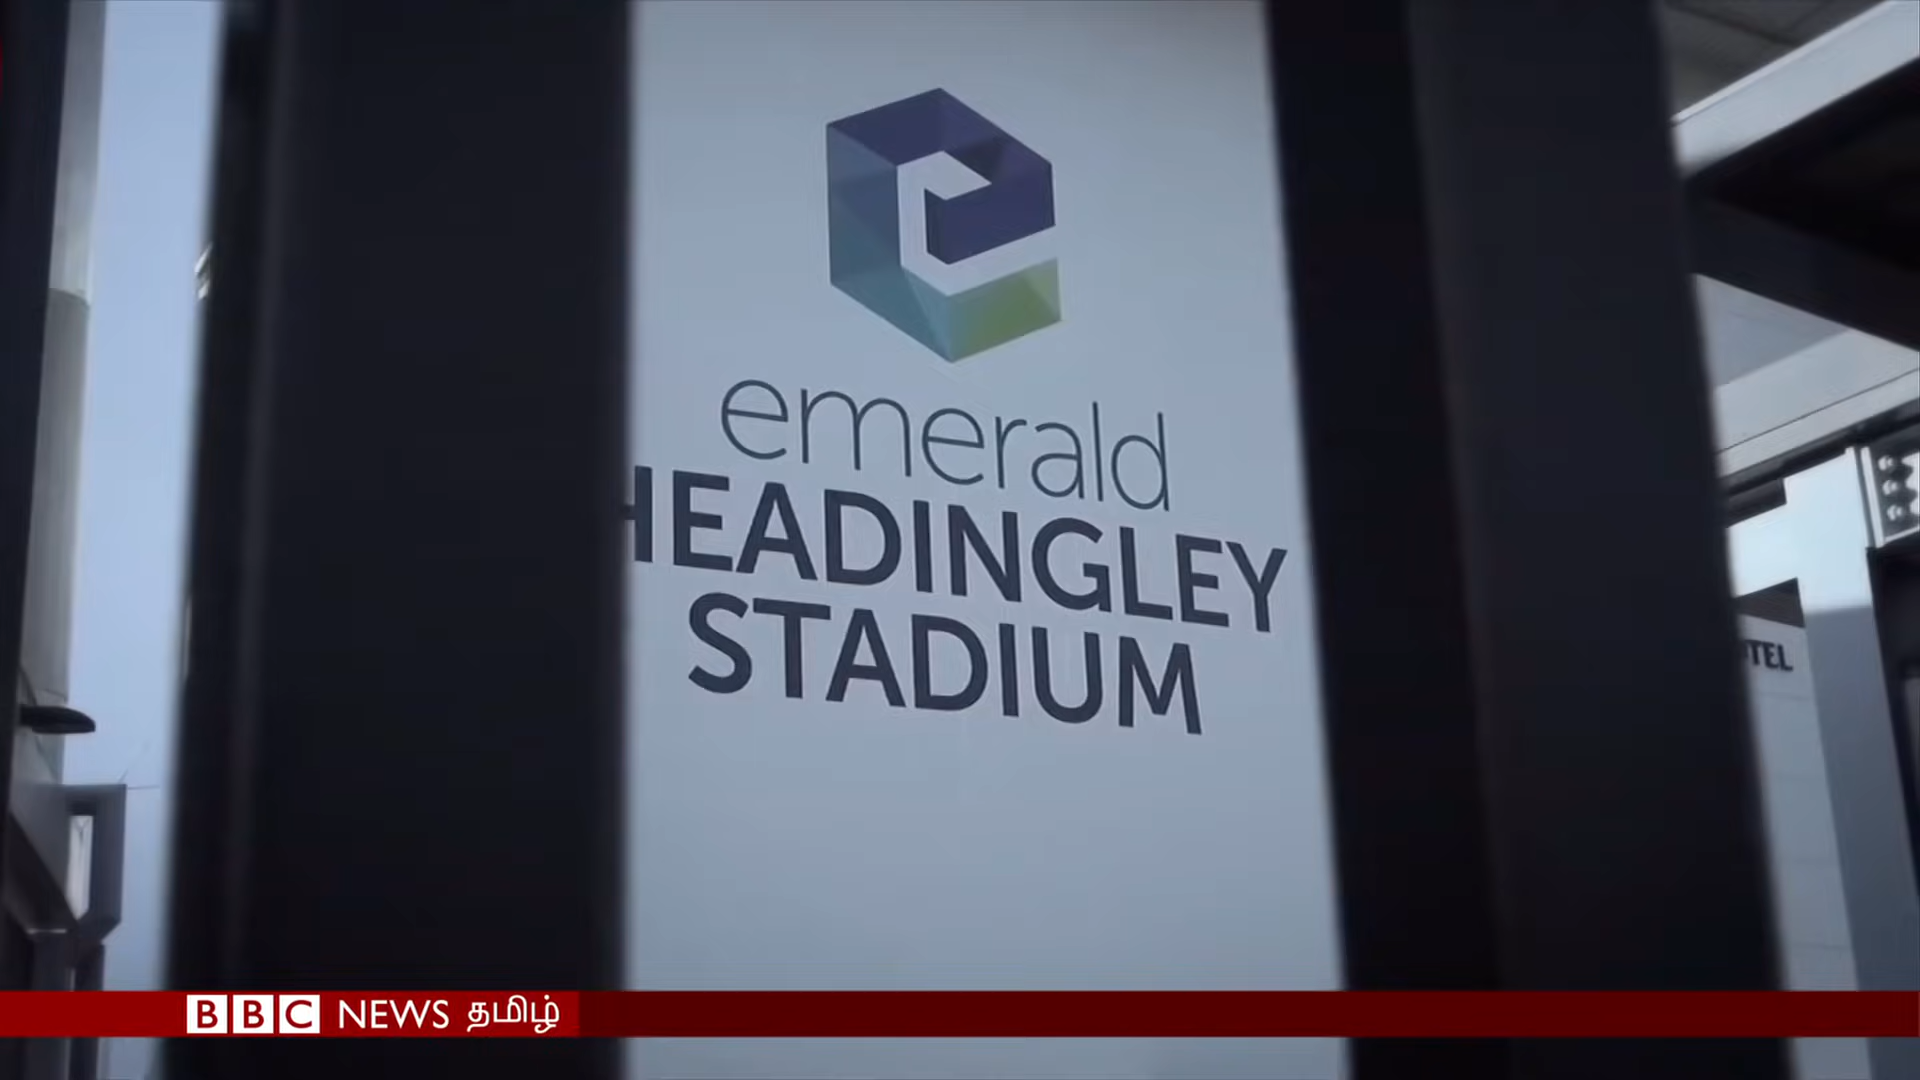 emerald
HEADINGLEY
STADIUM
BBC NEWS தமிழ்